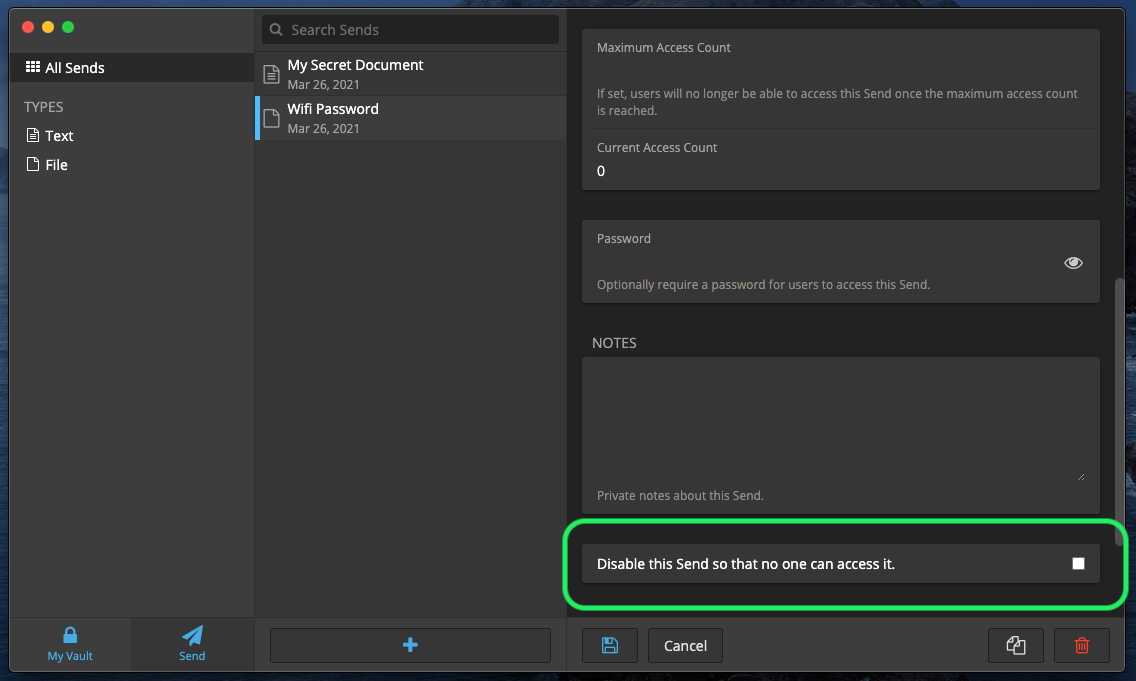 Search Sends
All Sends
TYPES
Text
File
My Vault
Send
My Secret Document
Mar 26, 2021
Wifi Password
Mar 26, 2021
Maximum Access Count
If set, users will no longer be able to access this Send once the maximum access count
is reached.
Current Access Count
0
Password
Optionally require a password for users to access this Send.
NOTES
Private notes about this Send.
Disable this Send so that no one can access it.
Cancel